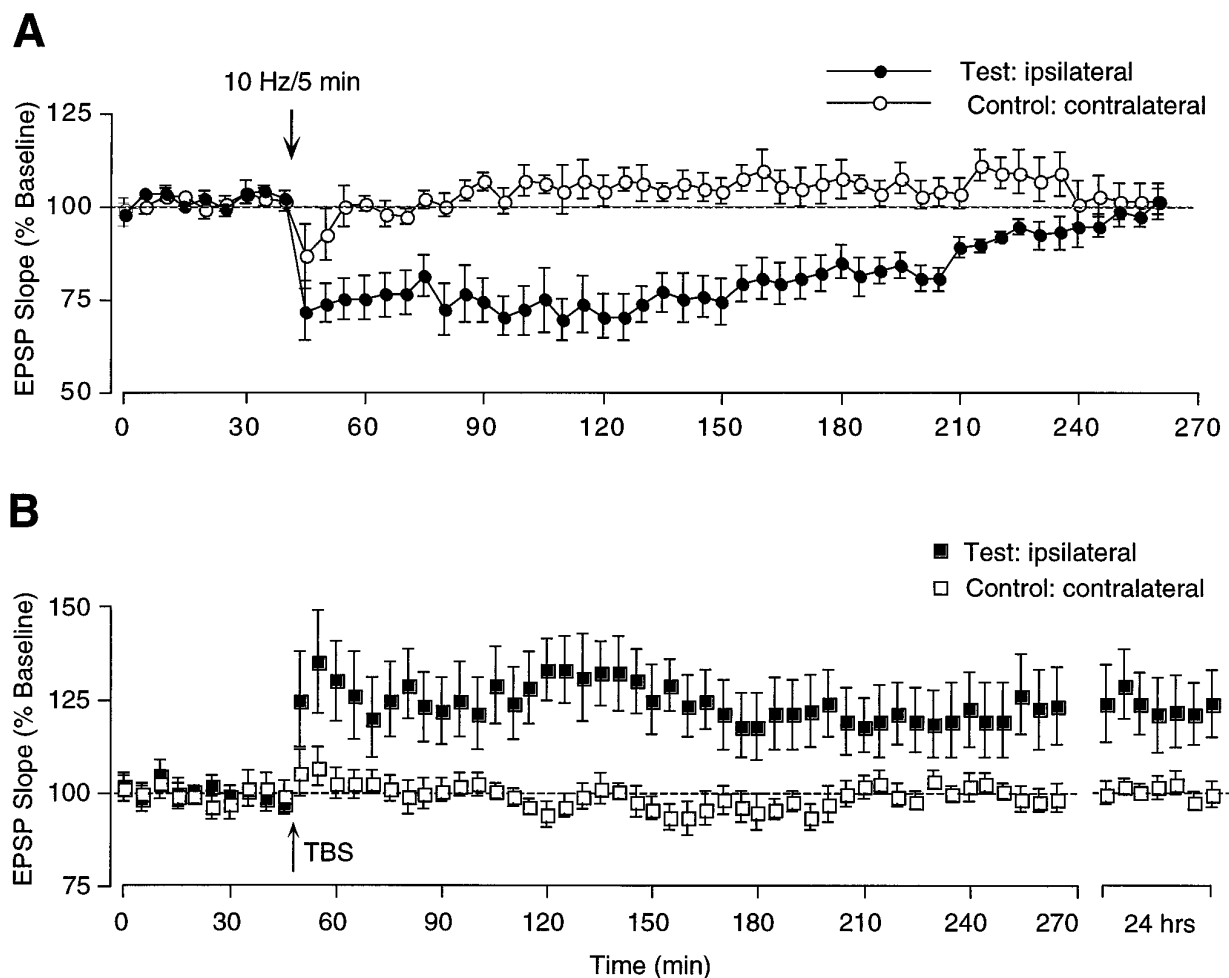 A
10 Hz/5 min
Test: ipsilateral
Control: contralateral
EPSP Slope (% Baseline)
125
100
75
50
0 30 60 90 120 150 180 210 240 270
B
Test: ipsilateral
Control: contralateral
EPSP Slope (% Baseline)
150
125
100
75
TBS
0 30 60 90 120 150 180 210 240 270 24 hrs
Time (min)